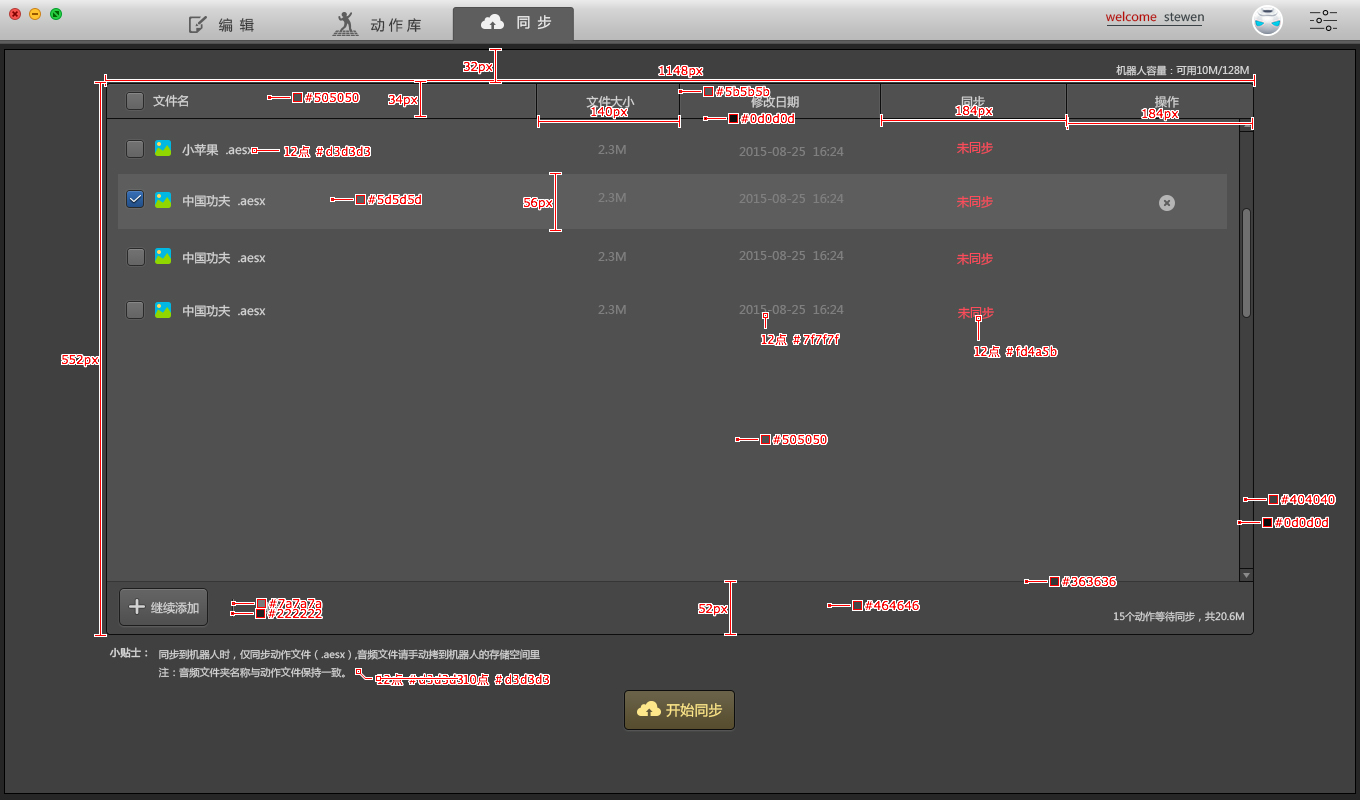 编 辑
动作库
同 步
welcome stewen
32px
1148px
机器人容量：可用10M/128M
文件名
#505050
34px
文件大小
140px
#5b5b5b
修改日期
#0d0d0d
同步
184px
操作
184px
小苹果 .aesx
12点 # d3d3d3
2.3M
2015-08-25 16:24
未同步
中国功夫 .aesx
#5d5d5d
56px
2.3M
2015-08-25 16:24
未同步
中国功夫 .aesx
2.3M
2015-08-25 16:24
未同步
中国功夫 .aesx
2.3M
2015-08-25 16:24
未同步
12点 # 7f7f7f
12点 # fd4a5b
552px
#505050
#404040
#0d0d0d
#363636
继续添加
#7a7a7a
#222222
52px
#464646
15个动作等待同步，共20.6M
小贴士：
同步到机器人时，仅同步动作文件（.aesx）,音频文件请手动拷到机器人的存储空间里
注：音频文件夹名称与动作文件保持一致。
12点 # d3d3d3
10点 # d3d3d3
开始同步